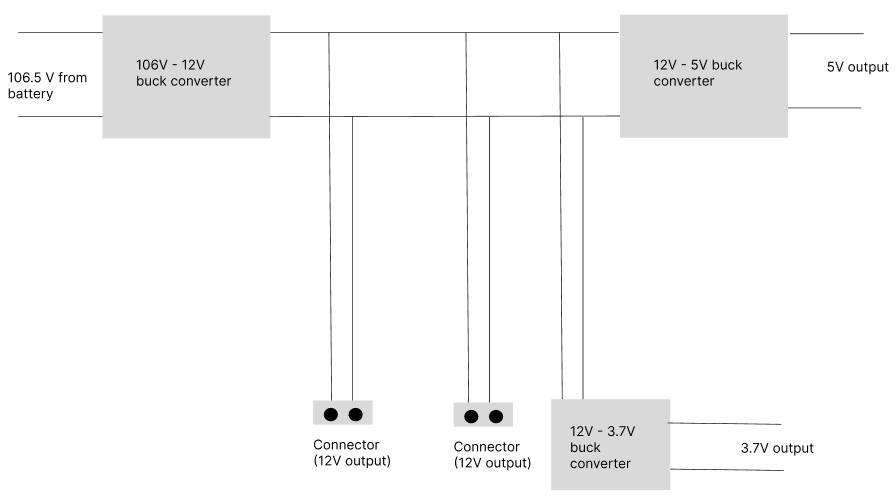 106V - 12V
buck converter
12V - 5V buck
converter
5V output
106.5 V from
battery
Connector
(12V output)
Connector
(12V output)
12V - 3.7V
buck
converter
3.7V output